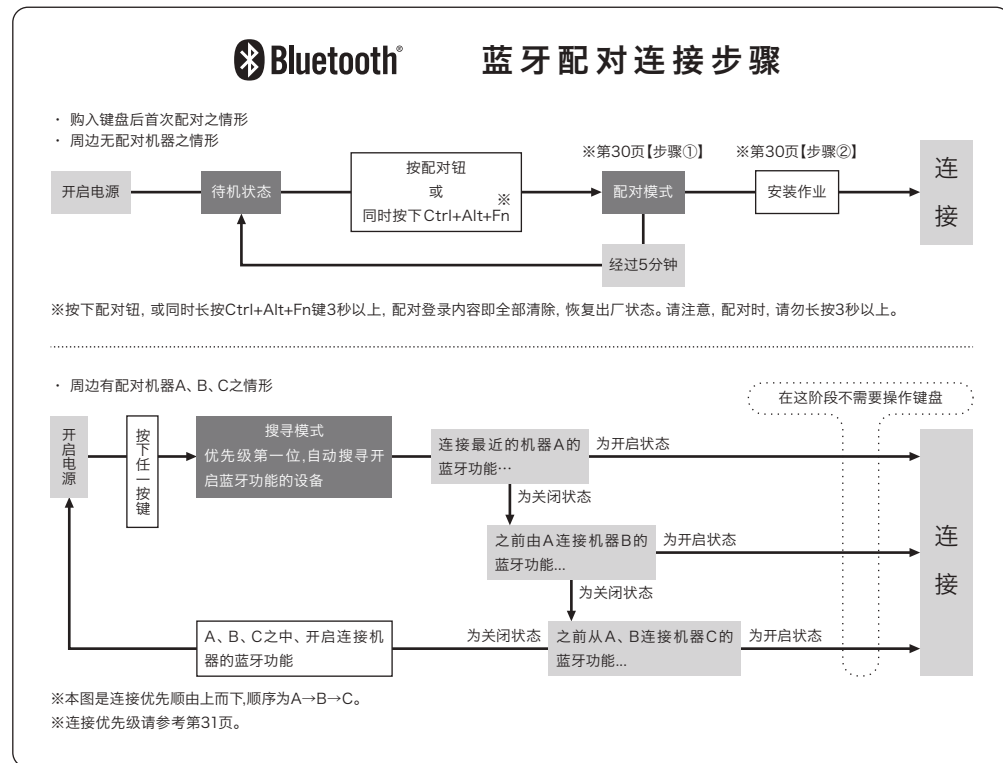 Bluetooth® 蓝牙配对连接步骤
· 购入键盘后首次配对之情形
· 周边无配对机器之情形
※第30页【步骤①】
※第30页【步骤②】
开启电源
待机状态
按配对钮
或
※
同时按下Ctrl+Alt+Fn
配对模式
安装作业
连接
经过5分钟
※按下配对钮, 或同时长按Ctrl+Alt+Fn键3秒以上, 配对登录内容即全部清除, 恢复出厂状态。请注意, 配对时, 请勿长按3秒以上。
· 周边有配对机器A、B、C之情形
在这阶段不需要操作键盘
开启电源
按下任一按键
搜寻模式
优先级第一位,自动搜寻开
启蓝牙功能的设备
连接最近的机器A的
蓝牙功能…
为开启状态
为关闭状态
之前由A连接机器B的
蓝牙功能...
为开启状态
为关闭状态
连接
A、B、C之中、开启连接机
器的蓝牙功能
为关闭状态
之前从A、B连接机器C的
蓝牙功能...
为开启状态
※本图是连接优先顺由上而下,顺序为A→B→C。
※连接优先级请参考第31页。